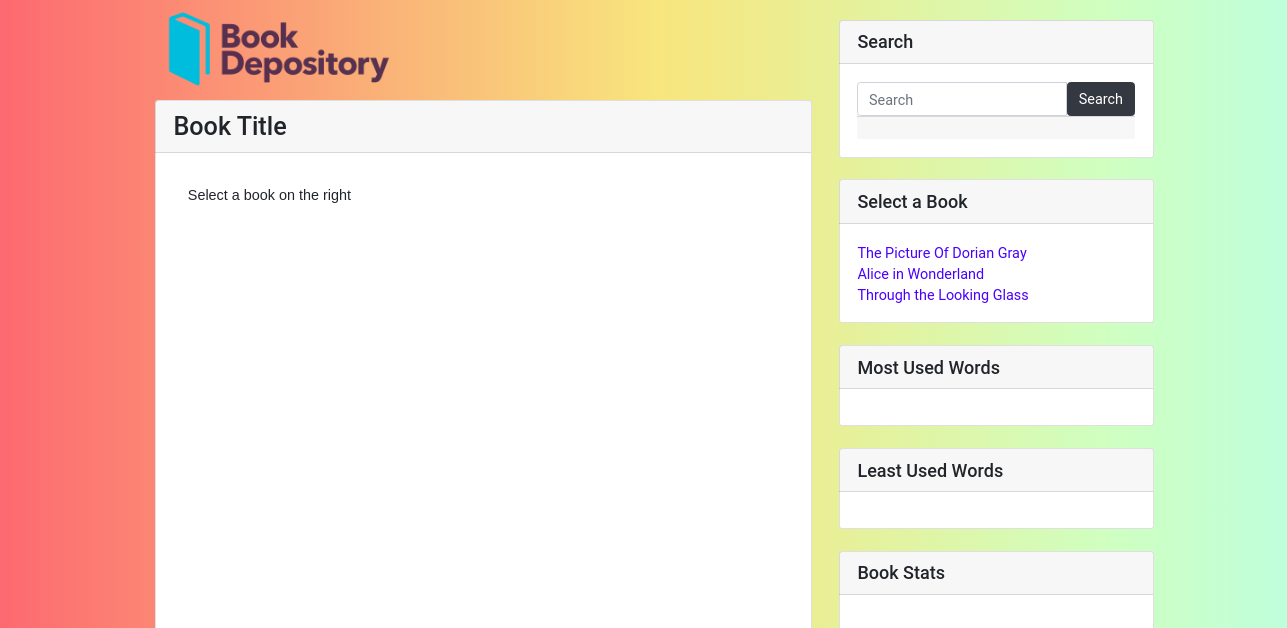 Book
Depository
Book Title
Select a book on the right
Search
Search
Search
Select a Book
The Picture Of Dorian Gray
Alice in Wonderland
Through the Looking Glass
Most Used Words
Least Used Words
Book Stats